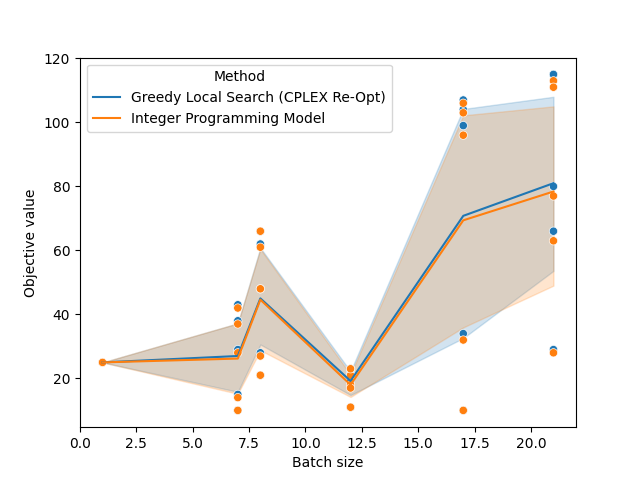 120
100
80
60
40
20
Objective value
Method
Greedy Local Search (CPLEX Re-Opt)
Integer Programming Model
0.0 2.5 5.0 7.5 10.0 12.5 15.0 17.5 20.0
Batch size